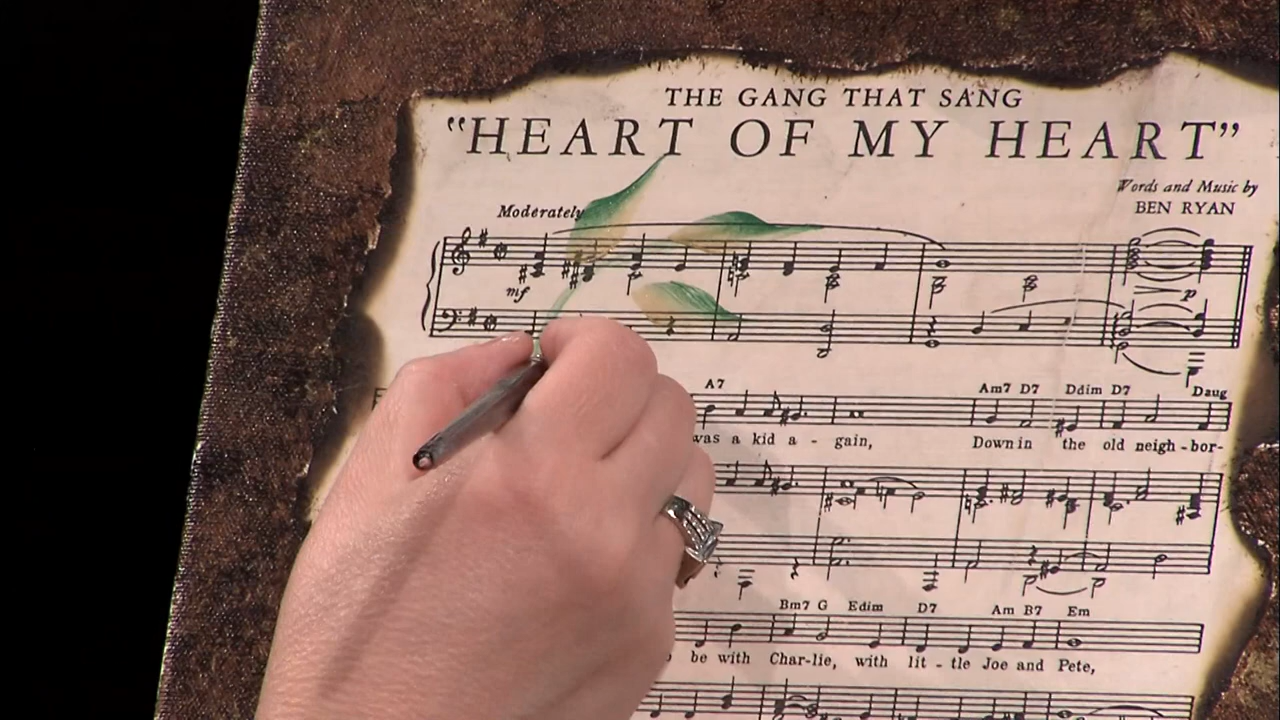 THE GANG THAT SANG
"HEART OF MY HEART"
Words and Music by
BEN RYAN
Moderately
mf
p
A7 Am7 D7 Ddim D7 Daug
was a kid a - gain, Down in the old neigh - bor-
Bm7 G Edim D7 Am B7 Em
be with Char-lie, with lit - tle Joe and Pete,